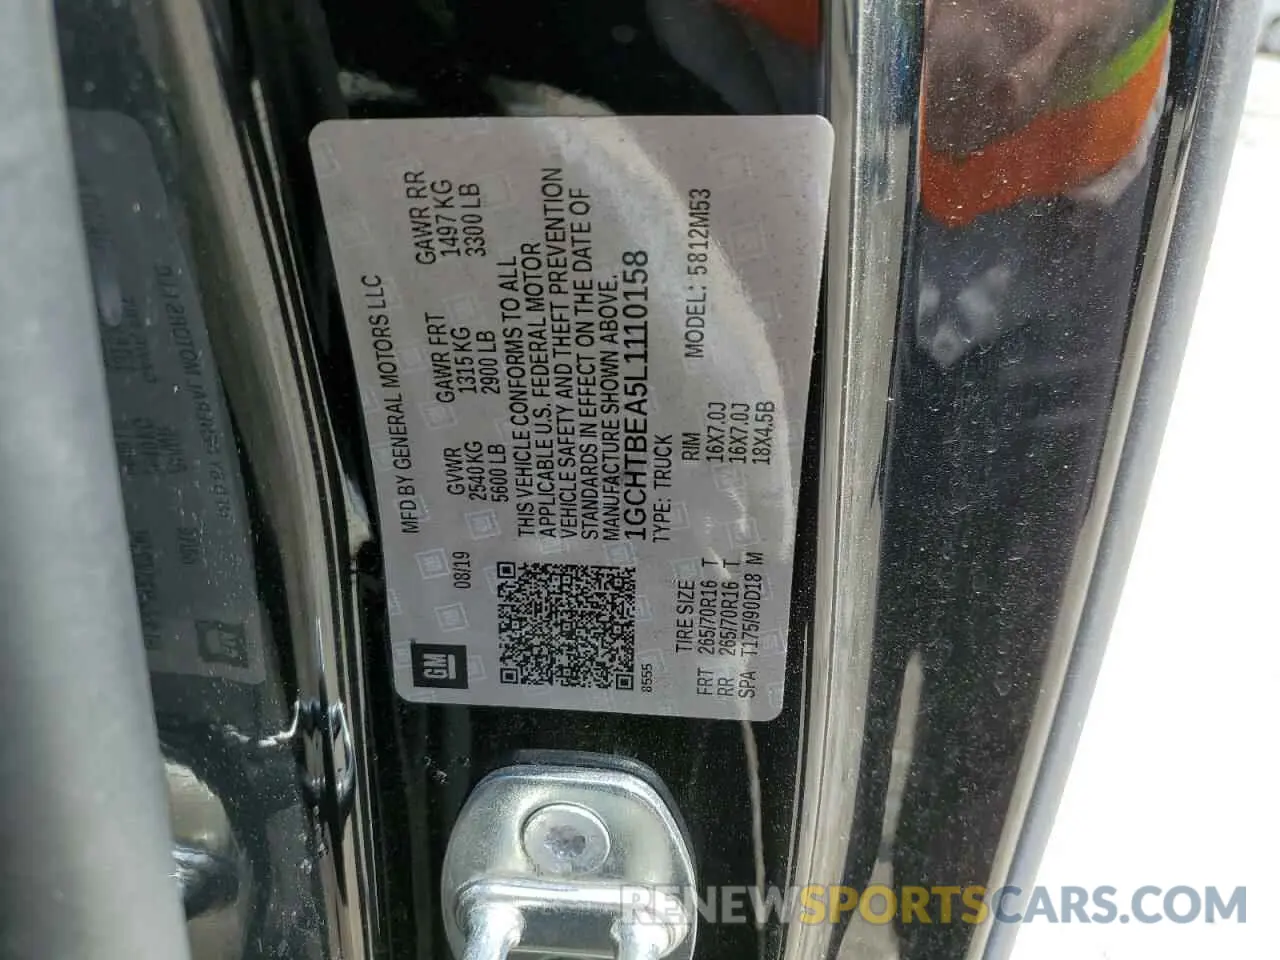 MFD BY GENERAL MOTORS LLC
08/19
GVWR GAWR FRT GAWR RR
2540 KG 1315 KG 1497 KG
5600 LB 2900 LB 3300 LB
THIS VEHICLE CONFORMS TO ALL
APPLICABLE U.S. FEDERAL MOTOR
VEHICLE SAFETY AND THEFT PREVENTION
STANDARDS IN EFFECT ON THE DATE OF
MANUFACTURE SHOWN ABOVE.
1GCHTBEA5L1110158
TYPE: TRUCK MODEL: 5812M53
GM
8555
TIRE SIZE RIM
FRT 265/70R16 T 16X7.0J
RR 265/70R16 T 16X7.0J
SPA T175/90D18 M 18X4.5B
RENEWSPORTSCARS.COM